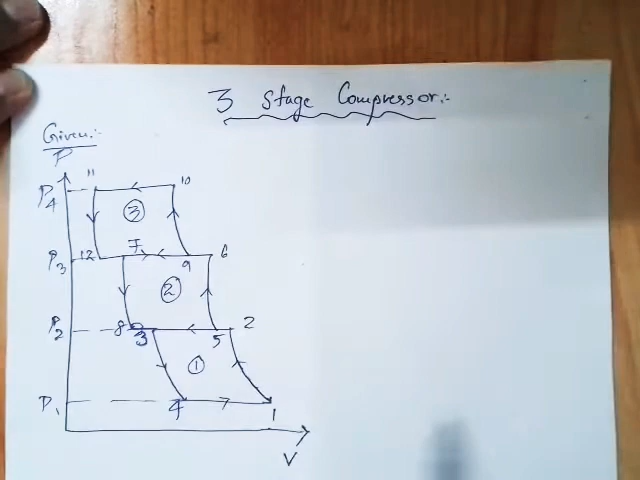 3 Stage Compressor:-
Given:-
P
11 10
P4
3
7 6
P3 12 9
2
P2 8 3 5 2
1
P1 4 1
V